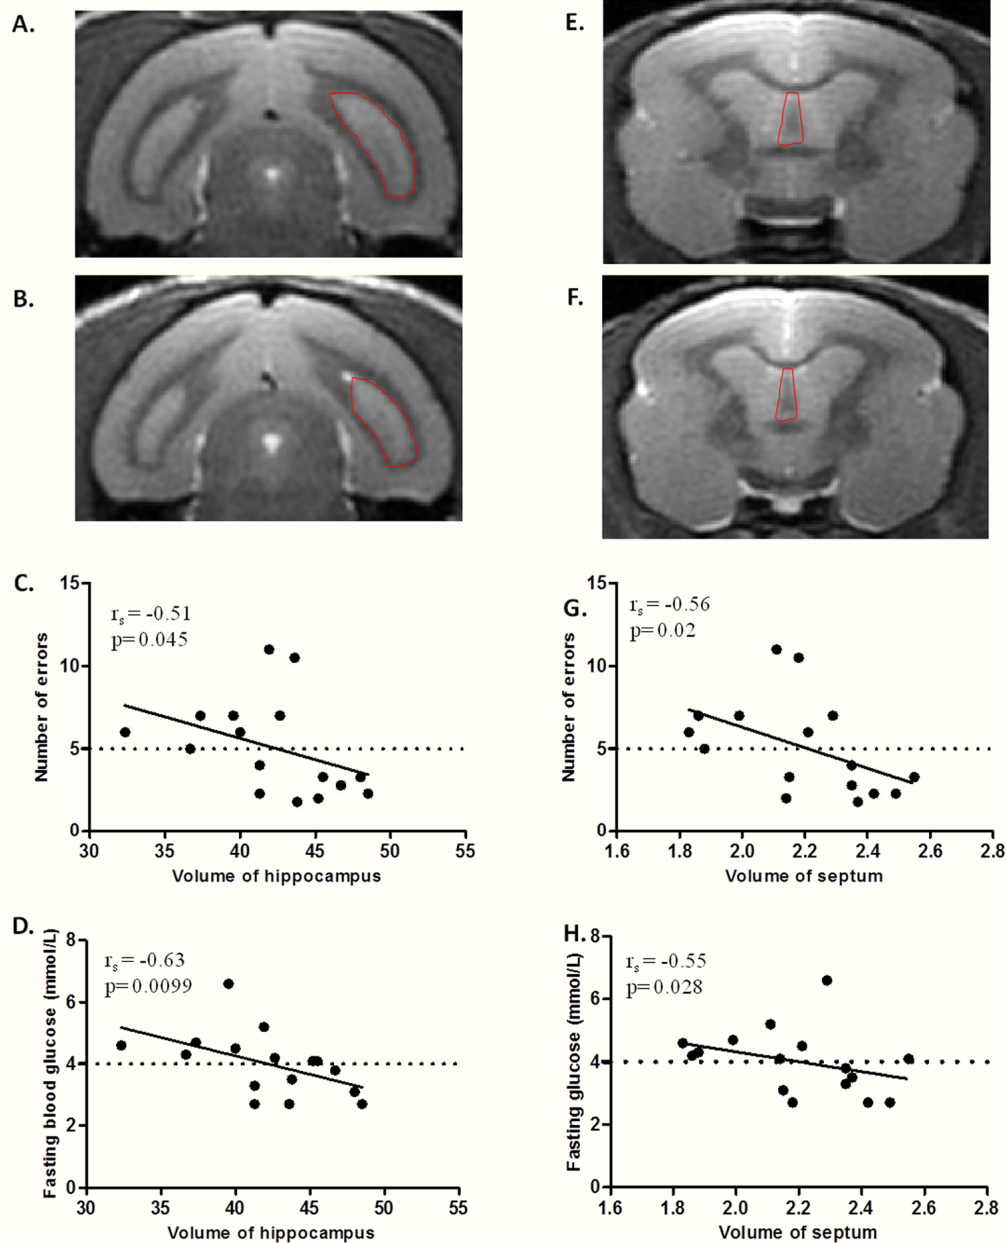 A.
E.
B.
F.
C.
15
10
5
0
Number of errors
rs = -0.51
p=0.045
30 35 40 45 50 55
Volume of hippocampus
G.
15
10
5
0
Number of errors
rs = -0.56
p=0.02
1.6 1.8 2.0 2.2 2.4 2.6 2.8
Volume of septum
D.
8
6
4
2
0
Fasting blood glucose (mmol/L)
rs = -0.63
p=0.0099
30 35 40 45 50 55
Volume of hippocampus
H.
8
6
4
2
0
Fasting glucose (mmol/L)
rs = -0.55
p=0.028
1.6 1.8 2.0 2.2 2.4 2.6 2.8
Volume of septum